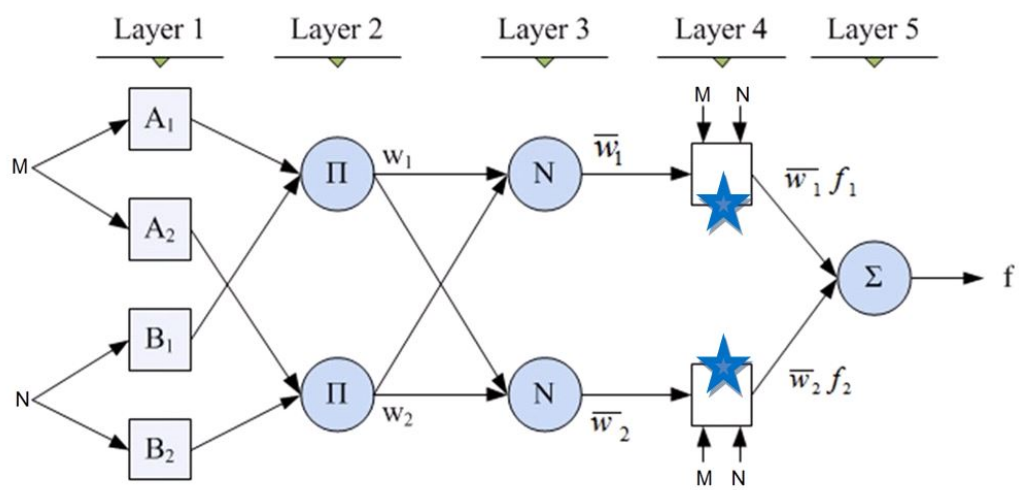 Layer 1 Layer 2 Layer 3 Layer 4 Layer 5
M N
A₁
w̅₁
M Π w₁ N w̅₁ f₁
A₂
Σ f
B₁
w̅₂ f₂
N Π w₂ N w̅₂
B₂
M N